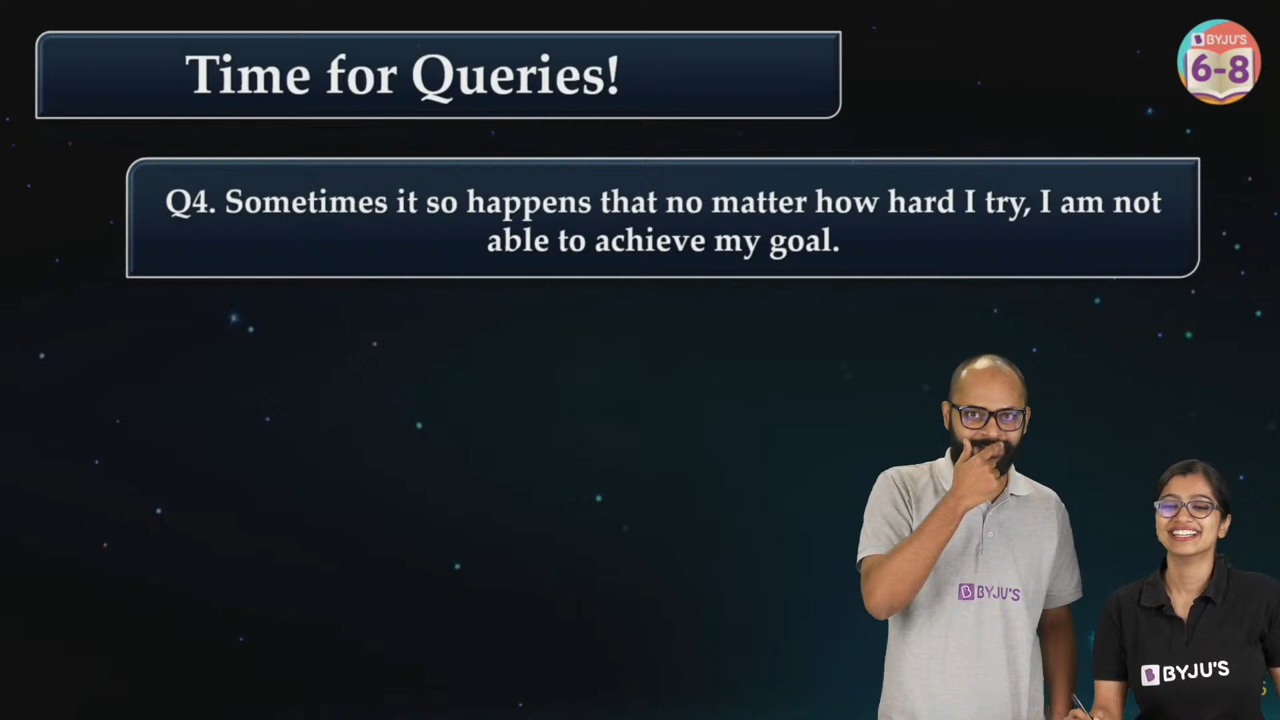 Time for Queries!
BYJU'S
6-8
Q4. Sometimes it so happens that no matter how hard I try, I am not
able to achieve my goal.
BYJU'S
BYJU'S